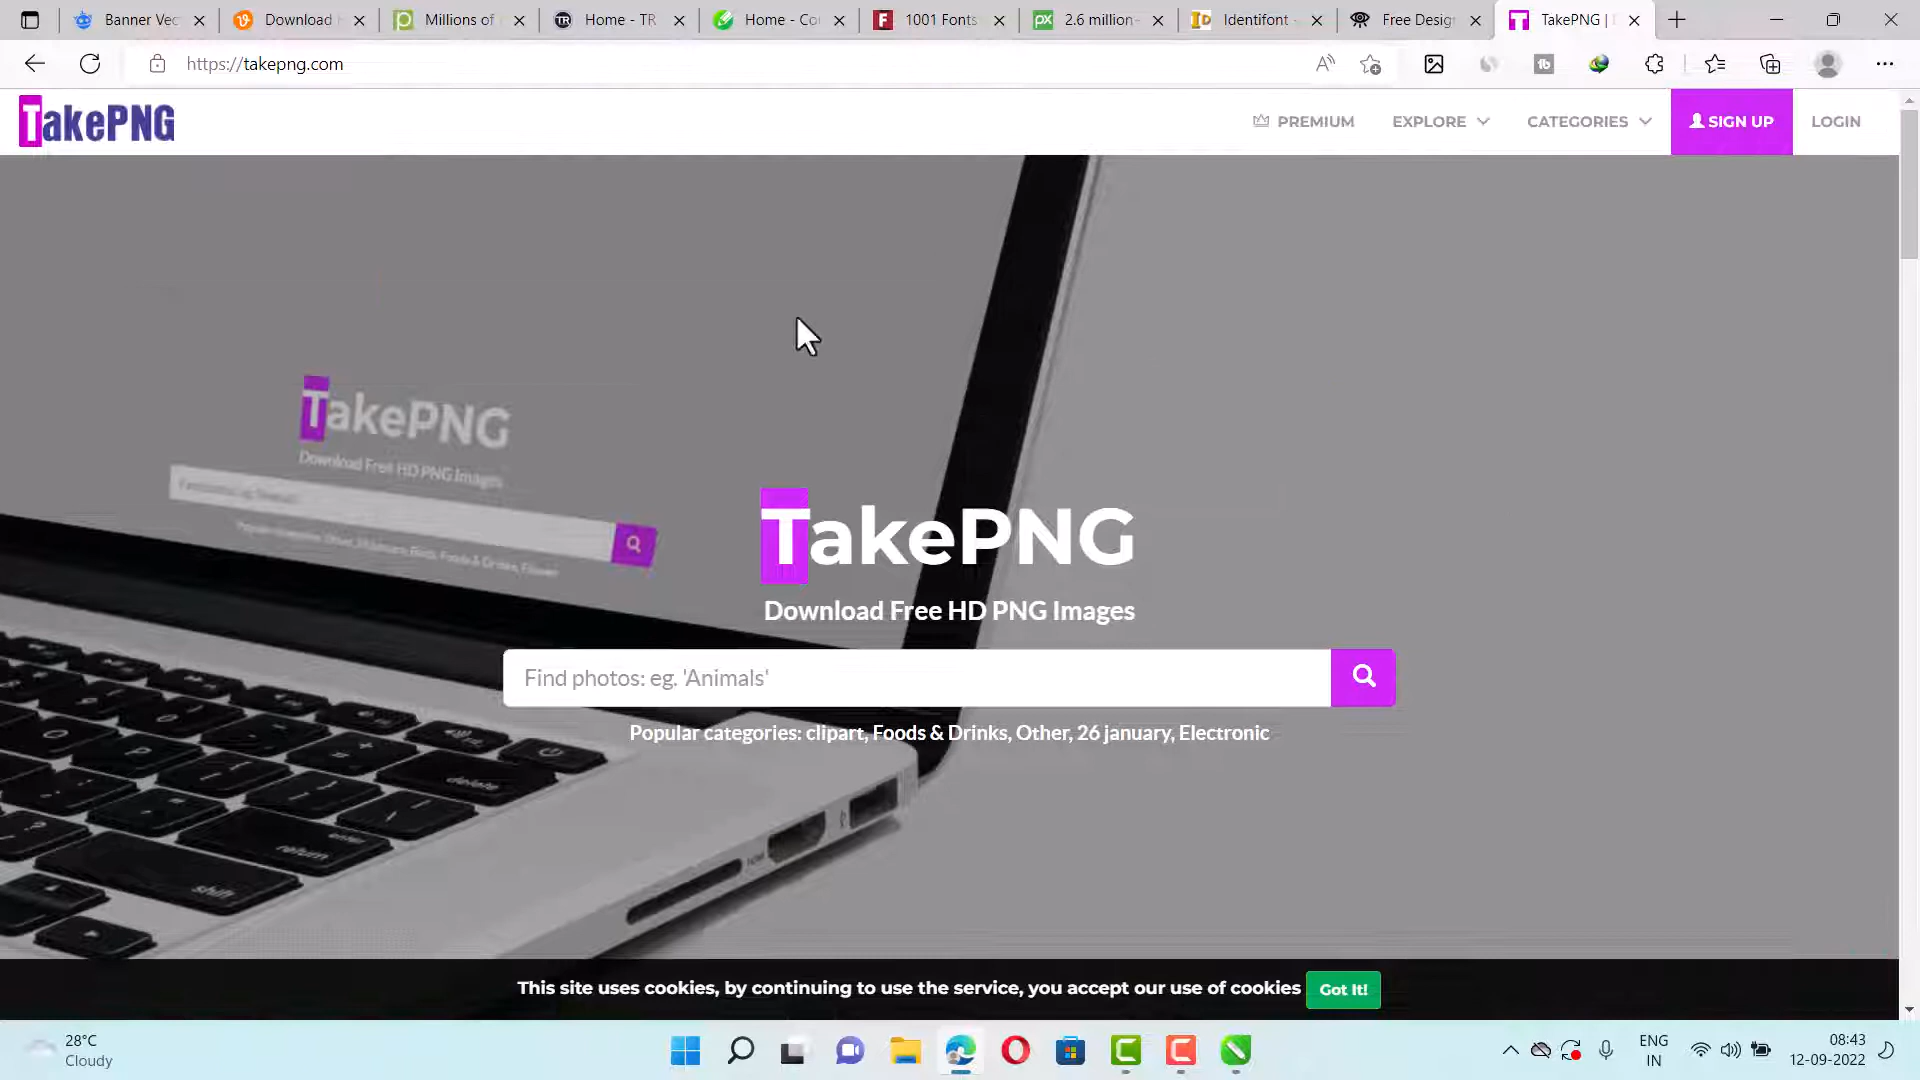 Banner Vec
Download
Millions of
Home - TR
Home - Co
1001 Fonts
2.6 million
Identifont
Free Desig
TakePNG |
https://takepng.com
TakePNG
PREMIUM
EXPLORE
CATEGORIES
SIGN UP
LOGIN
TakePNG
Download Free HD PNG Images
TakePNG
Download Free HD PNG Images
Find photos: eg. 'Animals'
Popular categories: clipart, Foods & Drinks, Other, 26 january, Electronic
delete
enter
return
shift
This site uses cookies, by continuing to use the service, you accept our use of cookies
Got It!
28°C
Cloudy
ENG
IN
08:43
12-09-2022